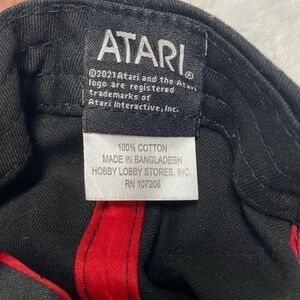 ATARI®
©2021Atari and the Atari
logo are registered
trademarks of
Atari Interactive, Inc.
100% COTTON
MADE IN BANGLADESH
HOBBY LOBBY STORES, INC.
RN 107208